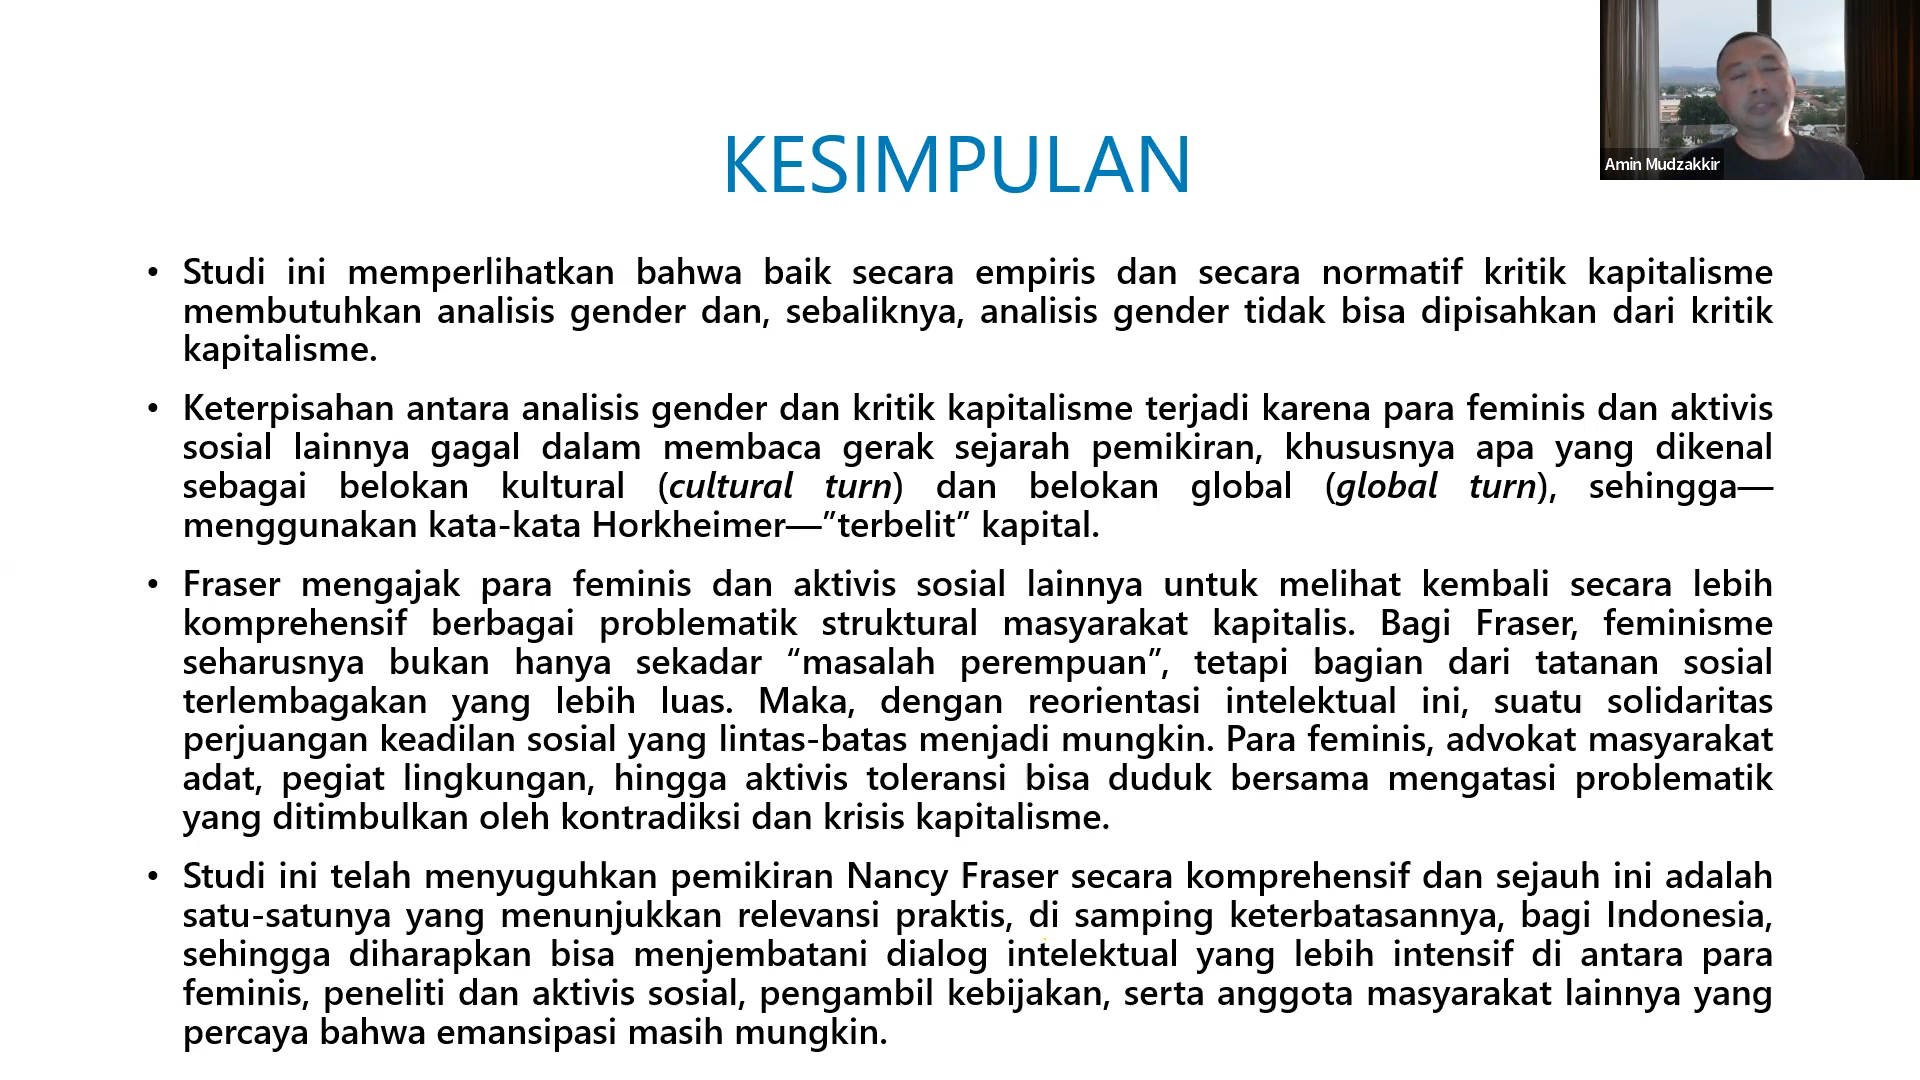 Amin Mudzakkir
KESIMPULAN
• Studi ini memperlihatkan bahwa baik secara empiris dan secara normatif kritik kapitalisme
membutuhkan analisis gender dan, sebaliknya, analisis gender tidak bisa dipisahkan dari kritik
kapitalisme.
• Keterpisahan antara analisis gender dan kritik kapitalisme terjadi karena para feminis dan aktivis
sosial lainnya gagal dalam membaca gerak sejarah pemikiran, khususnya apa yang dikenal
sebagai belokan kultural (cultural turn) dan belokan global (global turn), sehingga—
menggunakan kata-kata Horkheimer—”terbelit” kapital.
• Fraser mengajak para feminis dan aktivis sosial lainnya untuk melihat kembali secara lebih
komprehensif berbagai problematik struktural masyarakat kapitalis. Bagi Fraser, feminisme
seharusnya bukan hanya sekadar “masalah perempuan”, tetapi bagian dari tatanan sosial
terlembagakan yang lebih luas. Maka, dengan reorientasi intelektual ini, suatu solidaritas
perjuangan keadilan sosial yang lintas-batas menjadi mungkin. Para feminis, advokat masyarakat
adat, pegiat lingkungan, hingga aktivis toleransi bisa duduk bersama mengatasi problematik
yang ditimbulkan oleh kontradiksi dan krisis kapitalisme.
• Studi ini telah menyuguhkan pemikiran Nancy Fraser secara komprehensif dan sejauh ini adalah
satu-satunya yang menunjukkan relevansi praktis, di samping keterbatasannya, bagi Indonesia,
sehingga diharapkan bisa menjembatani dialog intelektual yang lebih intensif di antara para
feminis, peneliti dan aktivis sosial, pengambil kebijakan, serta anggota masyarakat lainnya yang
percaya bahwa emansipasi masih mungkin.